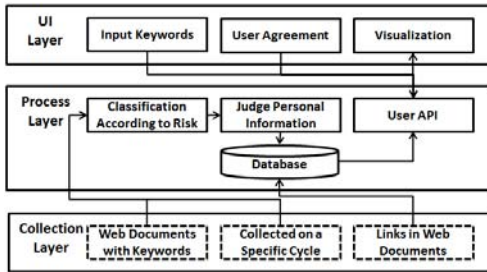 UI
Layer
Input Keywords
User Agreement
Visualization
Process
Layer
Classification
According to Risk
Judge Personal
Information
User API
Database
Collection
Layer
Web Documents
with Keywords
Collected on a
Specific Cycle
Links in Web
Documents